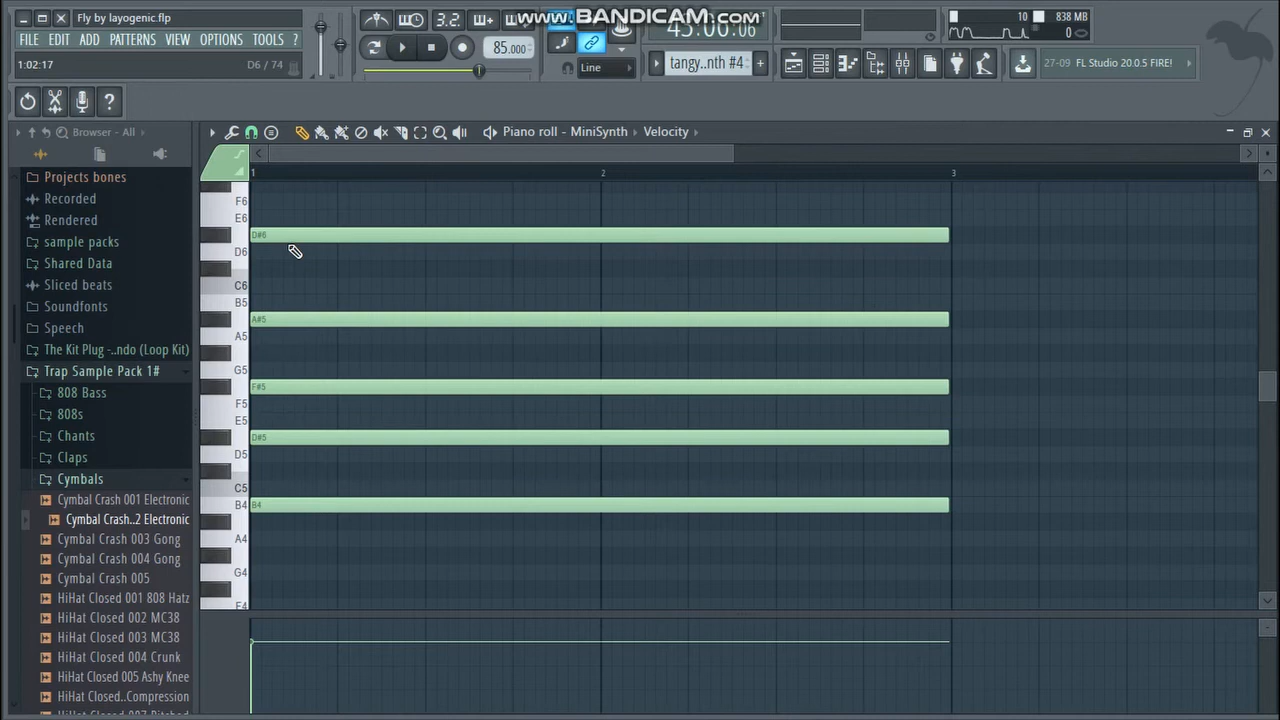 www.BANDICAM.com
Fly by layogenic.flp
FILE EDIT ADD PATTERNS VIEW OPTIONS TOOLS ?
1:02:17 D6 / 74
3.2.
85.000
Line
45:00:06
tangy..nth #4
10 838 MB
0
27-09 FL Studio 20.0.5 FIRE!
Browser - All
Piano roll - MiniSynth Velocity
1 2 3
Projects bones
Recorded
Rendered
sample packs
Shared Data
Sliced beats
Soundfonts
Speech
The Kit Plug -..ndo (Loop Kit)
Trap Sample Pack 1#
808 Bass
808s
Chants
Claps
Cymbals
Cymbal Crash 001 Electronic
Cymbal Crash..2 Electronic
Cymbal Crash 003 Gong
Cymbal Crash 004 Gong
Cymbal Crash 005
HiHat Closed 001 808 Hatz
HiHat Closed 002 MC38
HiHat Closed 003 MC38
HiHat Closed 004 Crunk
HiHat Closed 005 Ashy Knee
HiHat Closed..Compression
F6
E6
D#6
D6
C6
B5
A#5
A5
G5
F#5
F5
E5
D#5
D5
C5
B4 B4
A4
G4
F4